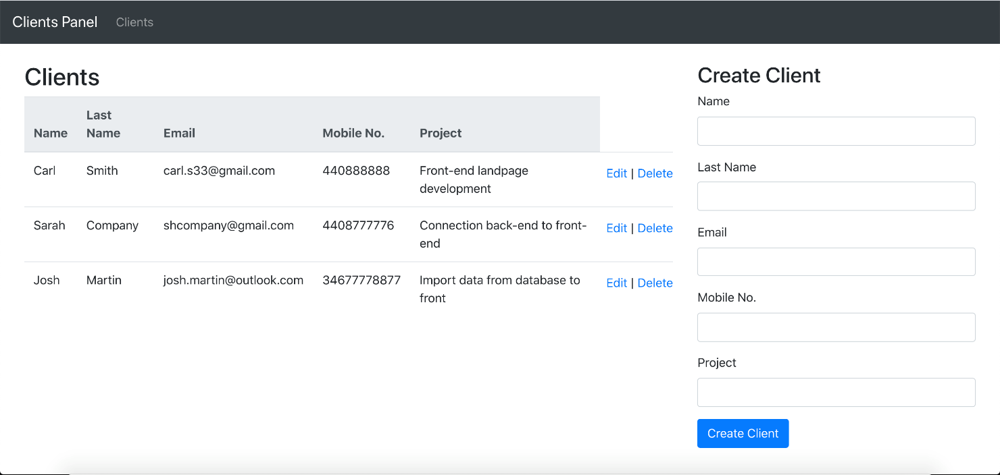 Clients Panel Clients
Clients
Name Last Name Email Mobile No. Project
Carl Smith carl.s33@gmail.com 440888888 Front-end landpage development Edit | Delete
Sarah Company shcompany@gmail.com 4408777776 Connection back-end to front-end Edit | Delete
Josh Martin josh.martin@outlook.com 34677778877 Import data from database to front Edit | Delete
Create Client
Name
Last Name
Email
Mobile No.
Project
Create Client